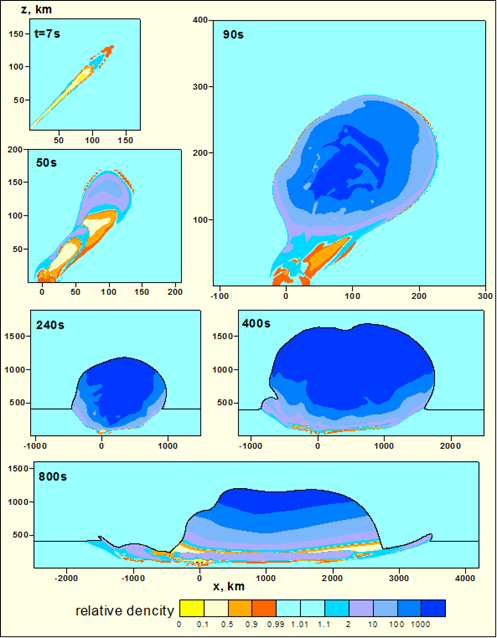 z, km
t=7s
150
100
50
50 100 150
90s
400
300
200
100
-100 0 100 200 300
50s
200
150
100
50
0 50 100 150 200
240s
1500
1000
500
-1000 0 1000
400s
1500
1000
500
-1000 0 1000 2000
800s
1500
1000
500
-2000 -1000 0 1000 2000 3000 4000
x, km
relative dencity
0 0.1 0.5 0.9 0.99 1.01 1.1 2 10 100 1000